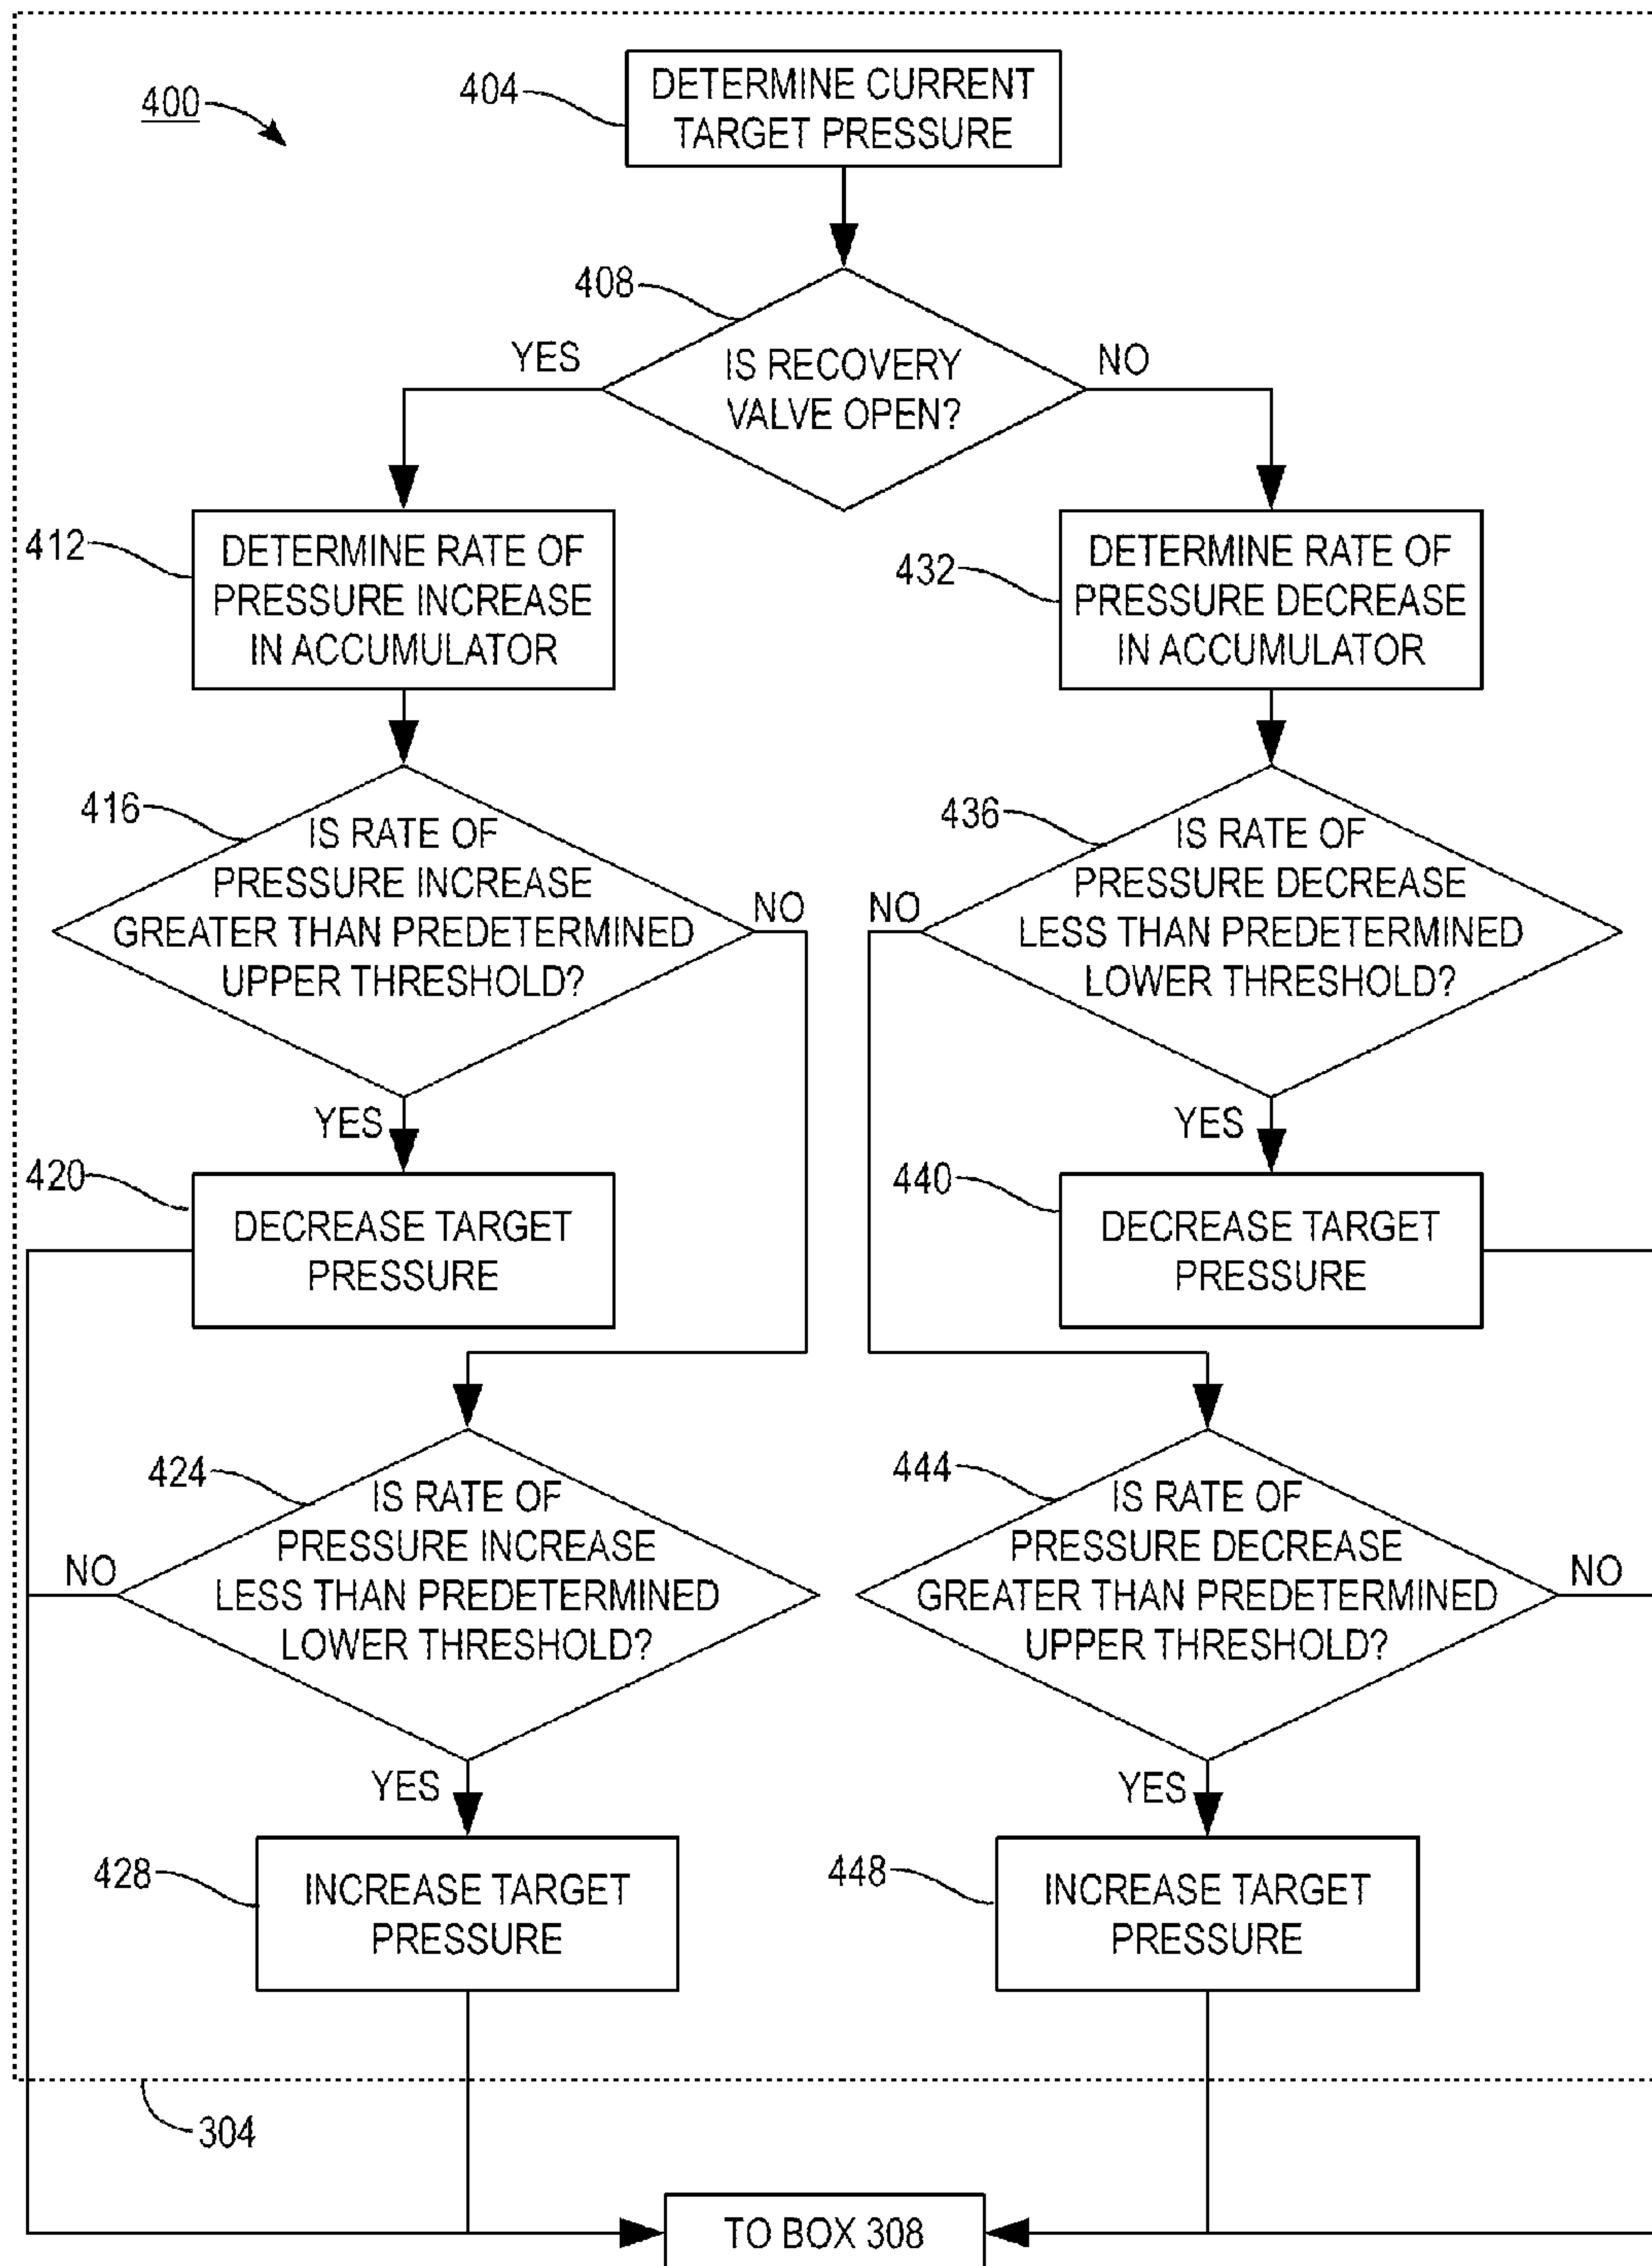 400
404
DETERMINE CURRENT
TARGET PRESSURE
408
YES
IS RECOVERY
VALVE OPEN?
NO
412
DETERMINE RATE OF
PRESSURE INCREASE
IN ACCUMULATOR
432
DETERMINE RATE OF
PRESSURE DECREASE
IN ACCUMULATOR
416
IS RATE OF
PRESSURE INCREASE
GREATER THAN PREDETERMINED
UPPER THRESHOLD?
NO
YES
436
IS RATE OF
PRESSURE DECREASE
LESS THAN PREDETERMINED
LOWER THRESHOLD?
NO
YES
420
DECREASE TARGET
PRESSURE
440
DECREASE TARGET
PRESSURE
424
IS RATE OF
PRESSURE INCREASE
LESS THAN PREDETERMINED
LOWER THRESHOLD?
NO
YES
444
IS RATE OF
PRESSURE DECREASE
GREATER THAN PREDETERMINED
UPPER THRESHOLD?
NO
YES
428
INCREASE TARGET
PRESSURE
448
INCREASE TARGET
PRESSURE
304
TO BOX 308